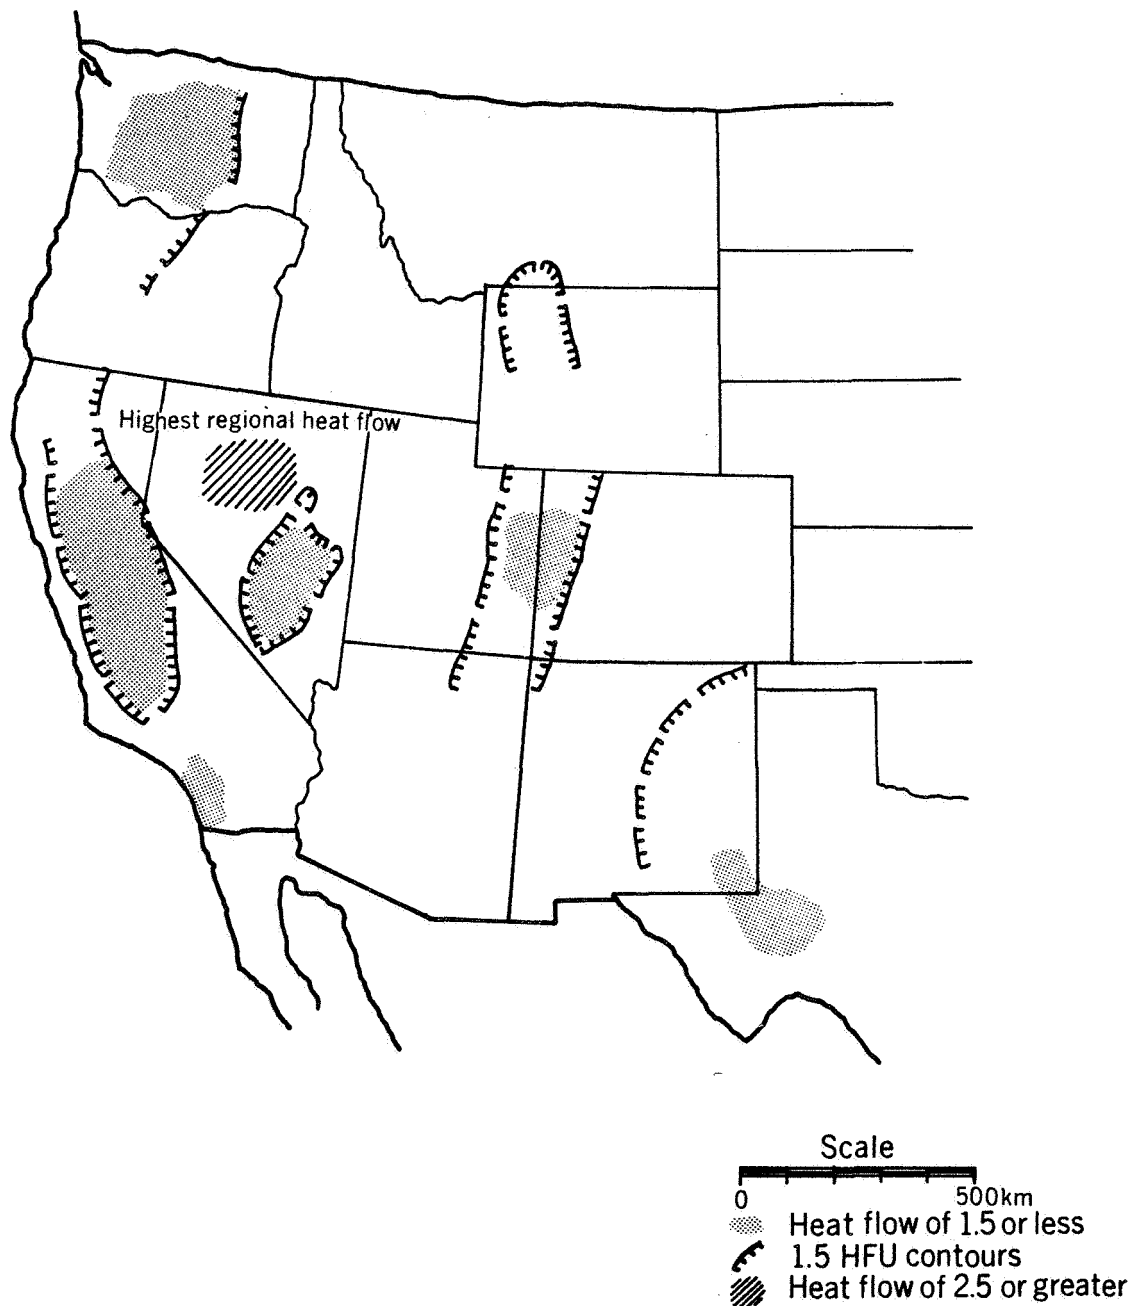 Highest regional heat flow
Scale
0 500km
Heat flow of 1.5 or less
1.5 HFU contours
Heat flow of 2.5 or greater